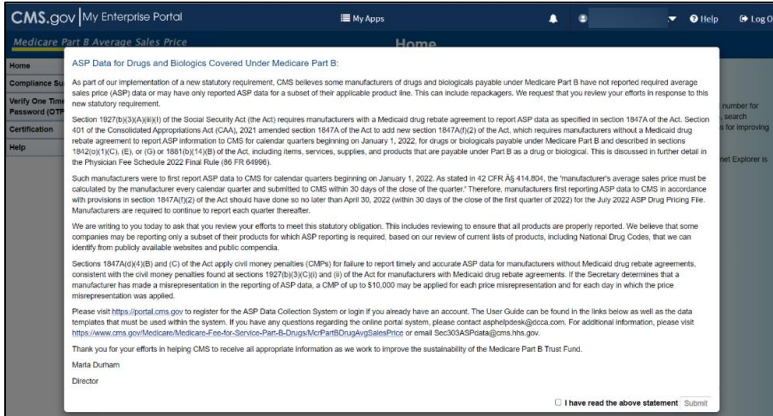 CMS.gov My Enterprise Portal
My Apps
Help
Log O
Medicare Part B Average Sales Price
Home
Home
Compliance Su
Verify One Time
Password (OTP
Certification
Help
number for
, search
s for improving
net Explorer is
ASP Data for Drugs and Biologics Covered Under Medicare Part B:
As part of our implementation of a new statutory requirement, CMS believes some manufacturers of drugs and biologicals payable under Medicare Part B have not reported required average
sales price (ASP) data or may have only reported ASP data for a subset of their applicable product line. This can include repackagers. We request that you review your efforts in response to this
new statutory requirement.
Section 1927(b)(3)(A)(iii)(I) of the Social Security Act (the Act) requires manufacturers with a Medicaid drug rebate agreement to report ASP data as specified in section 1847A of the Act. Section
401 of the Consolidated Appropriations Act (CAA), 2021 amended section 1847A of the Act to add new section 1847A(f)(2) of the Act, which requires manufacturers without a Medicaid drug
rebate agreement to report ASP information to CMS for calendar quarters beginning on January 1, 2022, for drugs or biologicals payable under Medicare Part B and described in sections
1842(o)(1)(C), (E), or (G) or 1881(b)(14)(B) of the Act, including items, services, supplies, and products that are payable under Part B as a drug or biological. This is discussed in further detail in
the Physician Fee Schedule 2022 Final Rule (86 FR 64996).
Such manufacturers were to first report ASP data to CMS for calendar quarters beginning on January 1, 2022. As stated in 42 CFR Â§ 414.804, the 'manufacturer's average sales price must be
calculated by the manufacturer every calendar quarter and submitted to CMS within 30 days of the close of the quarter.' Therefore, manufacturers first reporting ASP data to CMS in accordance
with provisions in section 1847A(f)(2) of the Act should have done so no later than April 30, 2022 (within 30 days of the close of the first quarter of 2022) for the July 2022 ASP Drug Pricing File.
Manufacturers are required to continue to report each quarter thereafter.
We are writing to you today to ask that you review your efforts to meet this statutory obligation. This includes reviewing to ensure that all products are properly reported. We believe that some
companies may be reporting only a subset of their products for which ASP reporting is required, based on our review of current lists of products, including National Drug Codes, that we can
identify from publicly available websites and public compendia.
Sections 1847A(d)(4)(B) and (C) of the Act apply civil money penalties (CMPs) for failure to report timely and accurate ASP data for manufacturers without Medicaid drug rebate agreements,
consistent with the civil money penalties found at sections 1927(b)(3)(C)(i) and (ii) of the Act for manufacturers with Medicaid drug rebate agreements. If the Secretary determines that a
manufacturer has made a misrepresentation in the reporting of ASP data, a CMP of up to $10,000 may be applied for each price misrepresentation and for each day in which the price
misrepresentation was applied.
Please visit https://portal.cms.gov to register for the ASP Data Collection System or login if you already have an account. The User Guide can be found in the links below as well as the data
templates that must be used within the system. If you have any questions regarding the online portal system, please contact asphelpdesk@dcca.com. For additional information, please visit
https://www.cms.gov/Medicare/Medicare-Fee-for-Service-Part-B-Drugs/McrPartBDrugAvgSalesPrice or email Sec303ASPdata@cms.hhs.gov.
Thank you for your efforts in helping CMS to receive all appropriate information as we work to improve the sustainability of the Medicare Part B Trust Fund.
Marla Durham
Director
I have read the above statement Submit